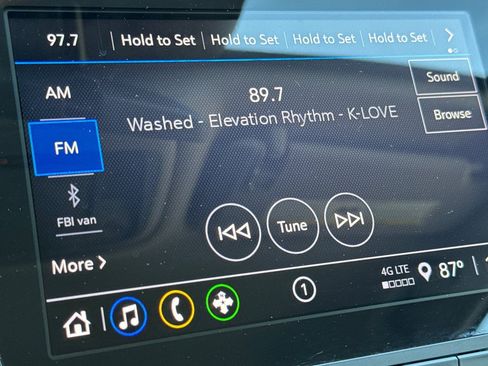 97.7 Hold to Set Hold to Set Hold to Set Hold to Set
AM
89.7
Sound
Washed - Elevation Rhythm - K-LOVE
Browse
FM
FBI van
Tune
More
1
4G LTE
87°